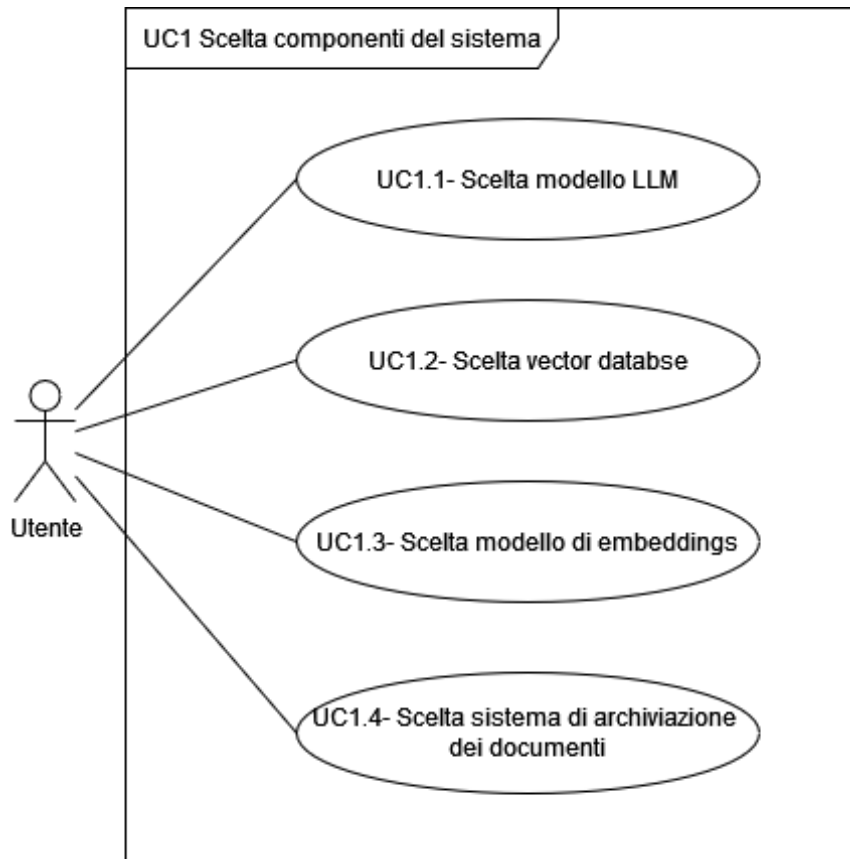 UC1 Scelta componenti del sistema
UC1.1- Scelta modello LLM
UC1.2- Scelta vector databse
UC1.3- Scelta modello di embeddings
Utente
UC1.4- Scelta sistema di archiviazione
dei documenti